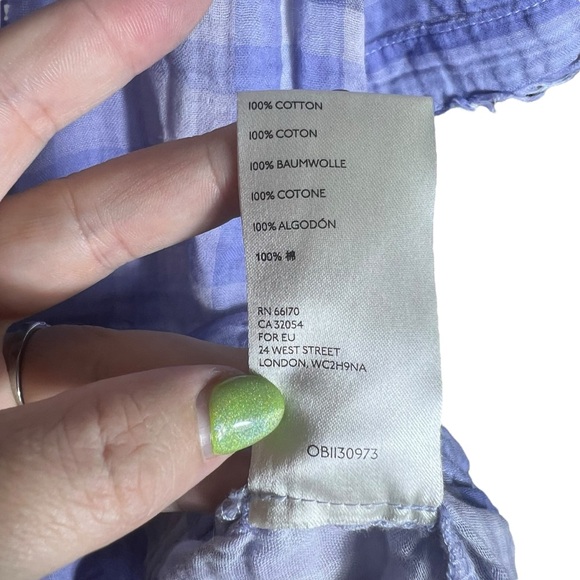 100% COTTON
100% COTON
100% BAUMWOLLE
100% COTONE
100% ALGODÓN
100% 棉
RN 66170
CA 32054
FOR EU
24 WEST STREET
LONDON, WC2H9NA
OB1130973